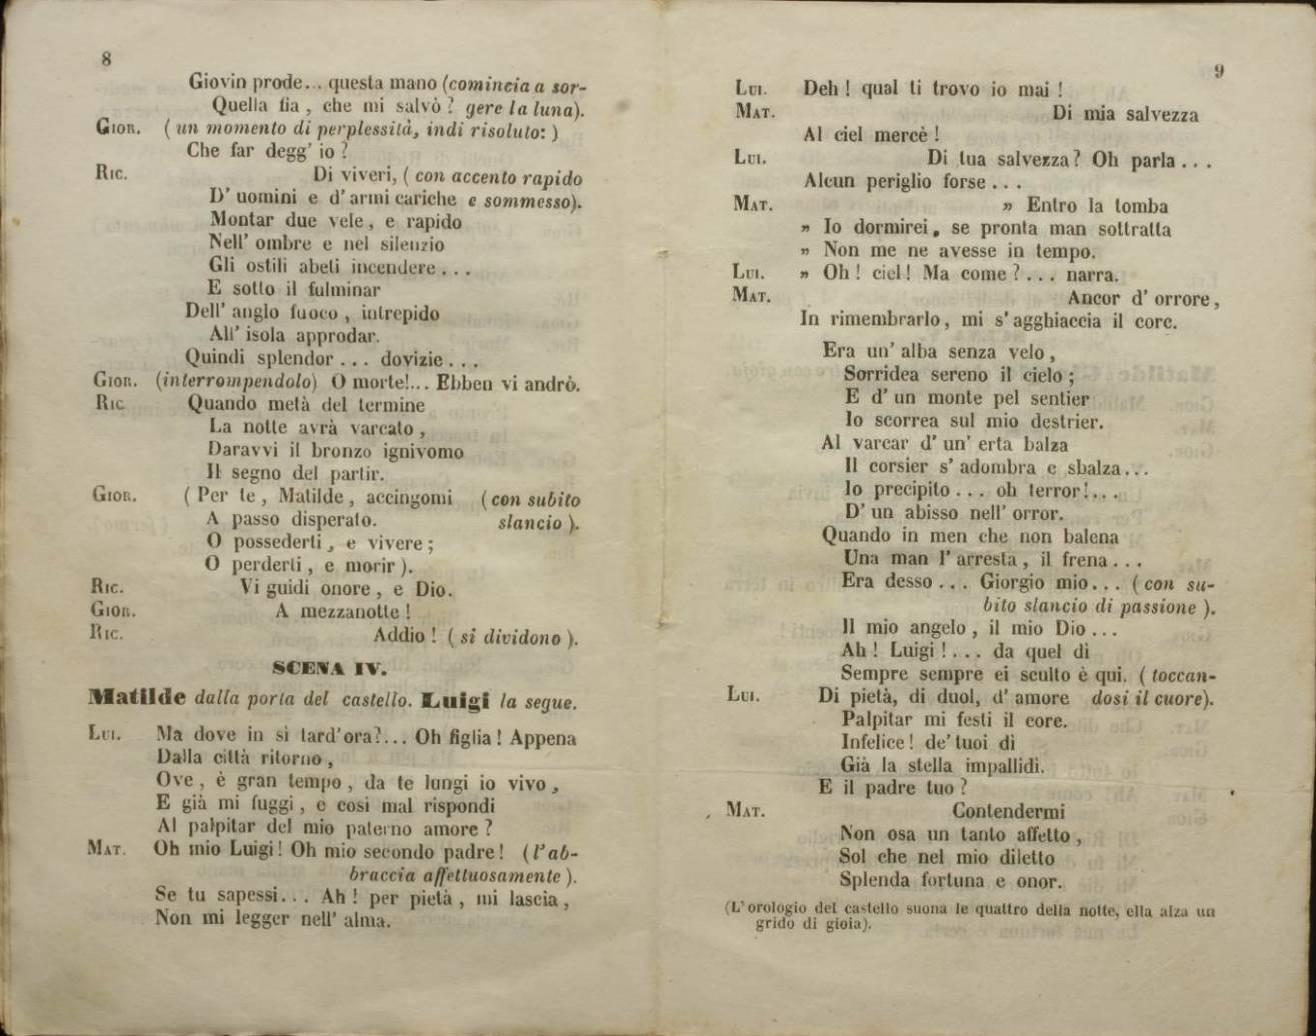 8
Giovin prode... questa mano (comincia a sor-
Quella fia, che mi salvò? gere la luna).
GIOR. (un momento di perplessità, indi risoluto:)
Che far degg' io?
RIC. Di viveri, (con accento rapido
D' uomini e d' armi cariche e sommesso).
Montar due vele, e rapido
Nell' ombre e nel silenzio
Gli ostili abeti incendere...
E sotto il fulminar
Dell' anglo fuoco, intrepido
All' isola approdar.
Quindi splendor... dovizie...
GIOR. (interrompendolo) O morte!... Ebben vi andrò.
RIC Quando metà del termine
La notte avrà varcato,
Daravvi il bronzo ignivomo
Il segno del partir.
GIOR. (Per te, Matilde, accingomi (con subito
A passo disperato. slancio).
O possederti, e vivere;
O perderti, e morir).
RIC. Vi guidi onore, e Dio.
GIOR. A mezzanotte!
RIC. Addio! (si dividono).
SCENA IV.
Matilde dalla porta del castello. Luigi la segue.
LUI. Ma dove in sì tard'ora?... Oh figlia! Appena
Dalla città ritorno,
Ove, è gran tempo, da te lungi io vivo,
E già mi fuggi, e così mal rispondi
Al palpitar del mio paterno amore?
MAT. Oh mio Luigi! Oh mio secondo padre! (l'ab-
braccia affettuosamente).
Se tu sapessi... Ah! per pietà, mi lascia,
Non mi legger nell' alma.
9
LUI. Deh! qual ti trovo io mai!
MAT. Di mia salvezza
Al ciel mercè!
LUI. Di tua salvezza? Oh parla...
Alcun periglio forse...
MAT. » Entro la tomba
» Io dormirei, se pronta man sottratta
» Non me ne avesse in tempo.
LUI. » Oh! ciel! Ma come?... narra.
MAT. Ancor d' orrore,
In rimembrarlo, mi s' agghiaccia il core.
Era un' alba senza velo,
Sorridea sereno il cielo;
E d' un monte pel sentier
Io scorrea sul mio destrier.
Al varcar d' un' erta balza
Il corsier s' adombra e sbalza...
Io precipito... oh terror!...
D' un abisso nell' orror.
Quando in men che non balena
Una man l' arresta, il frena...
Era desso... Giorgio mio... (con su-
bito slancio di passione).
Il mio angelo, il mio Dio...
Ah! Luigi!... da quel dì
Sempre sempre ei sculto è qui. (toccan-
LUI. Di pietà, di duol, d' amore dosi il cuore).
Palpitar mi festi il core.
Infelice! de' tuoi dì
Già la stella impallidì.
E il padre tuo?
MAT. Contendermi
Non osa un tanto affetto,
Sol che nel mio diletto
Splenda fortuna e onor.
(L' orologio del castello suona le quattro della notte, ella alza un
grido di gioia).